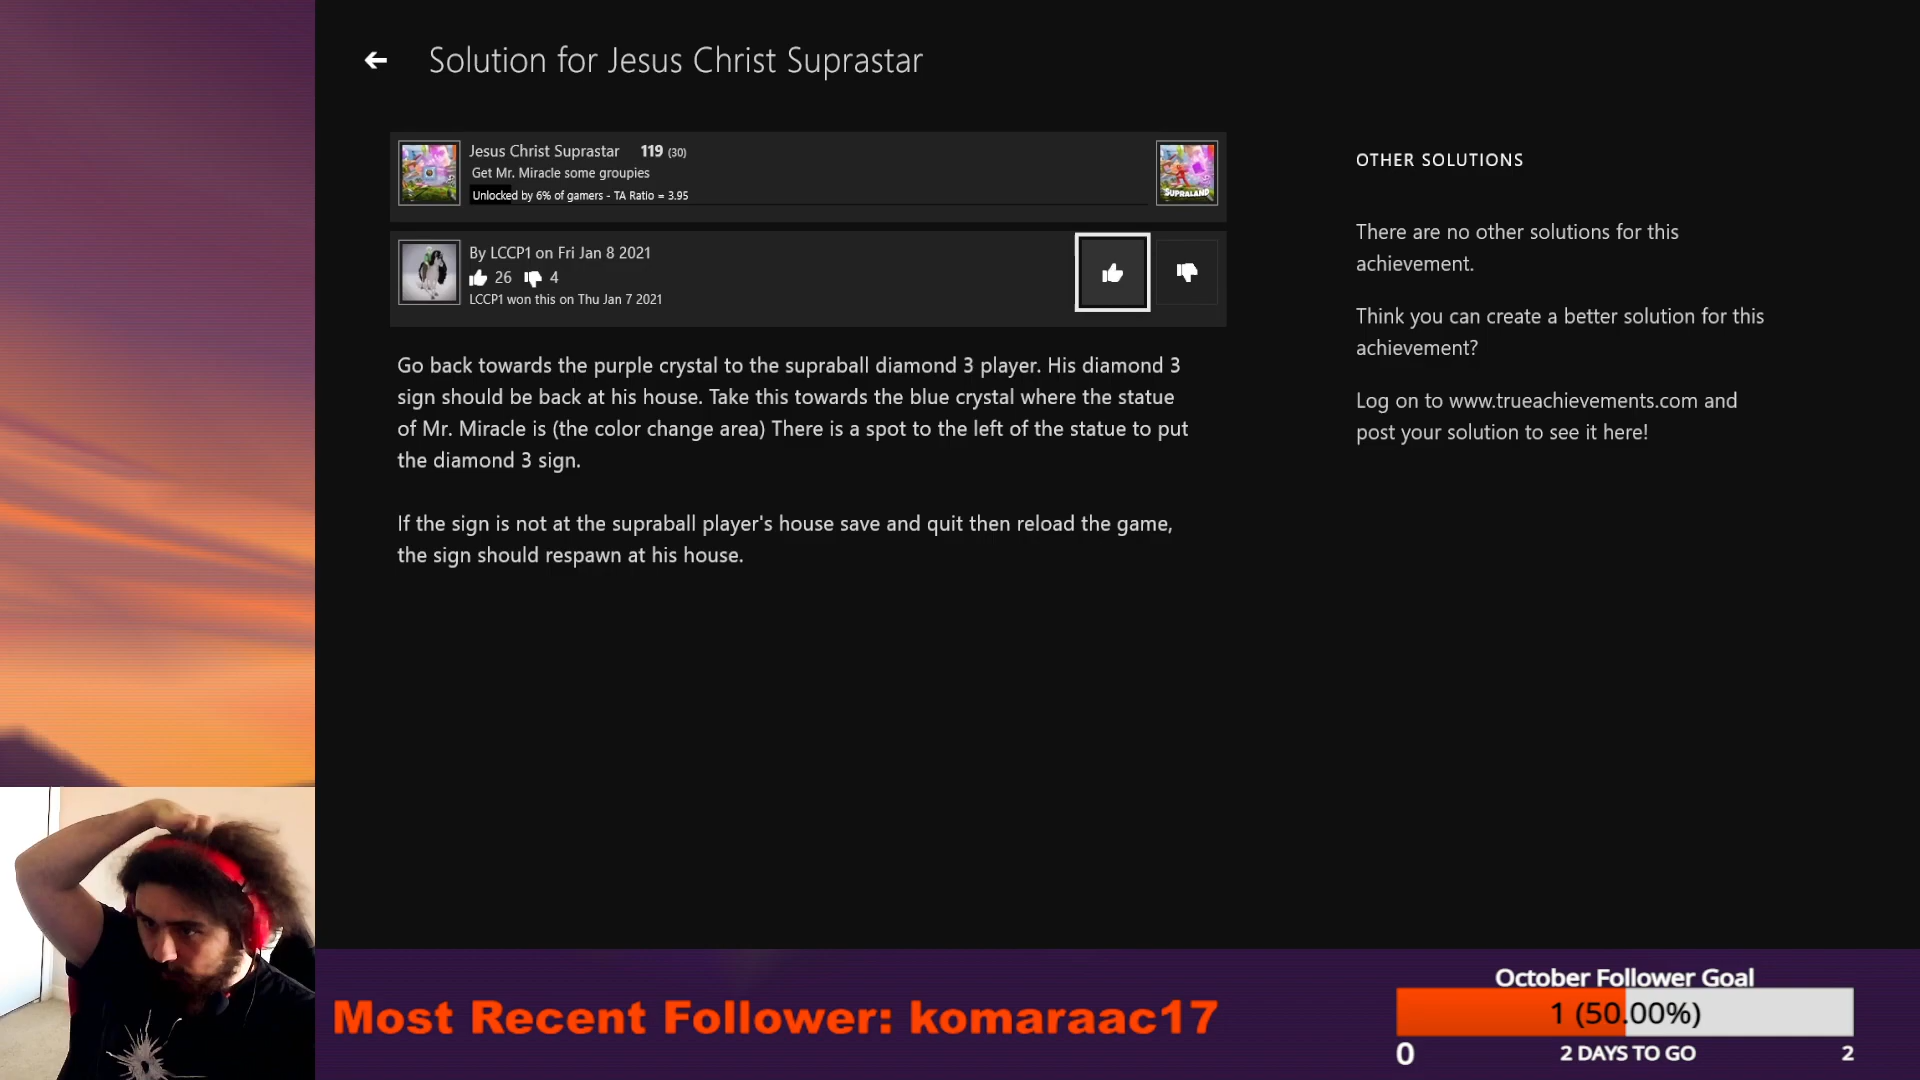 Solution for Jesus Christ Suprastar
Jesus Christ Suprastar 119 (30)
Get Mr. Miracle some groupies
Unlocked by 6% of gamers - TA Ratio = 3.95
SUPRALAND
By LCCP1 on Fri Jan 8 2021
26 4
LCCP1 won this on Thu Jan 7 2021
Go back towards the purple crystal to the supraball diamond 3 player. His diamond 3
sign should be back at his house. Take this towards the blue crystal where the statue
of Mr. Miracle is (the color change area) There is a spot to the left of the statue to put
the diamond 3 sign.
If the sign is not at the supraball player's house save and quit then reload the game,
the sign should respawn at his house.
OTHER SOLUTIONS
There are no other solutions for this
achievement.
Think you can create a better solution for this
achievement?
Log on to www.trueachievements.com and
post your solution to see it here!
Most Recent Follower: komaraac17
October Follower Goal
1 (50.00%)
0 2 DAYS TO GO 2